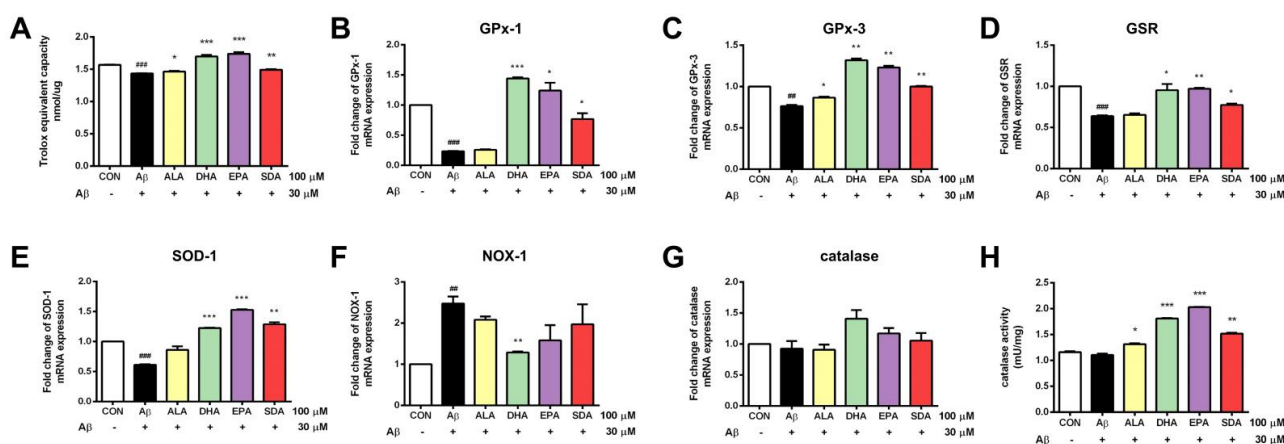 A
Trolox equivalent capacity
nmol/ug
2.0
1.5
1.0
0.5
0.0
###
*
***
***
**
CON Aβ ALA DHA EPA SDA 100 μM
Aβ - + + + + + 30 μM
B
GPx-1
Fold change of GPx-1
mRNA expression
2.0
1.5
1.0
0.5
0.0
###
***
*
*
CON Aβ ALA DHA EPA SDA 100 μM
Aβ - + + + + + 30 μM
C
GPx-3
Fold change of GPx-3
mRNA expression
1.5
1.0
0.5
0.0
##
*
**
**
**
CON Aβ ALA DHA EPA SDA 100 μM
Aβ - + + + + + 30 μM
D
GSR
Fold change of GSR
mRNA expression
1.5
1.0
0.5
0.0
###
*
**
*
CON Aβ ALA DHA EPA SDA 100 μM
Aβ - + + + + + 30 μM
E
SOD-1
Fold change of SOD-1
mRNA expression
2.0
1.5
1.0
0.5
0.0
###
***
***
**
CON Aβ ALA DHA EPA SDA 100 μM
Aβ - + + + + + 30 μM
F
NOX-1
Fold change of NOX-1
mRNA expression
3
2
1
0
##
**
CON Aβ ALA DHA EPA SDA 100 μM
Aβ - + + + + + 30 μM
G
catalase
Fold change of catalase
mRNA expression
2.0
1.5
1.0
0.5
0.0
CON Aβ ALA DHA EPA SDA 100 μM
Aβ - + + + + + 30 μM
H
catalase activity
(mU/mg)
2.5
2.0
1.5
1.0
0.5
0.0
*
***
***
**
CON Aβ ALA DHA EPA SDA 100 μM
Aβ - + + + + + 30 μM